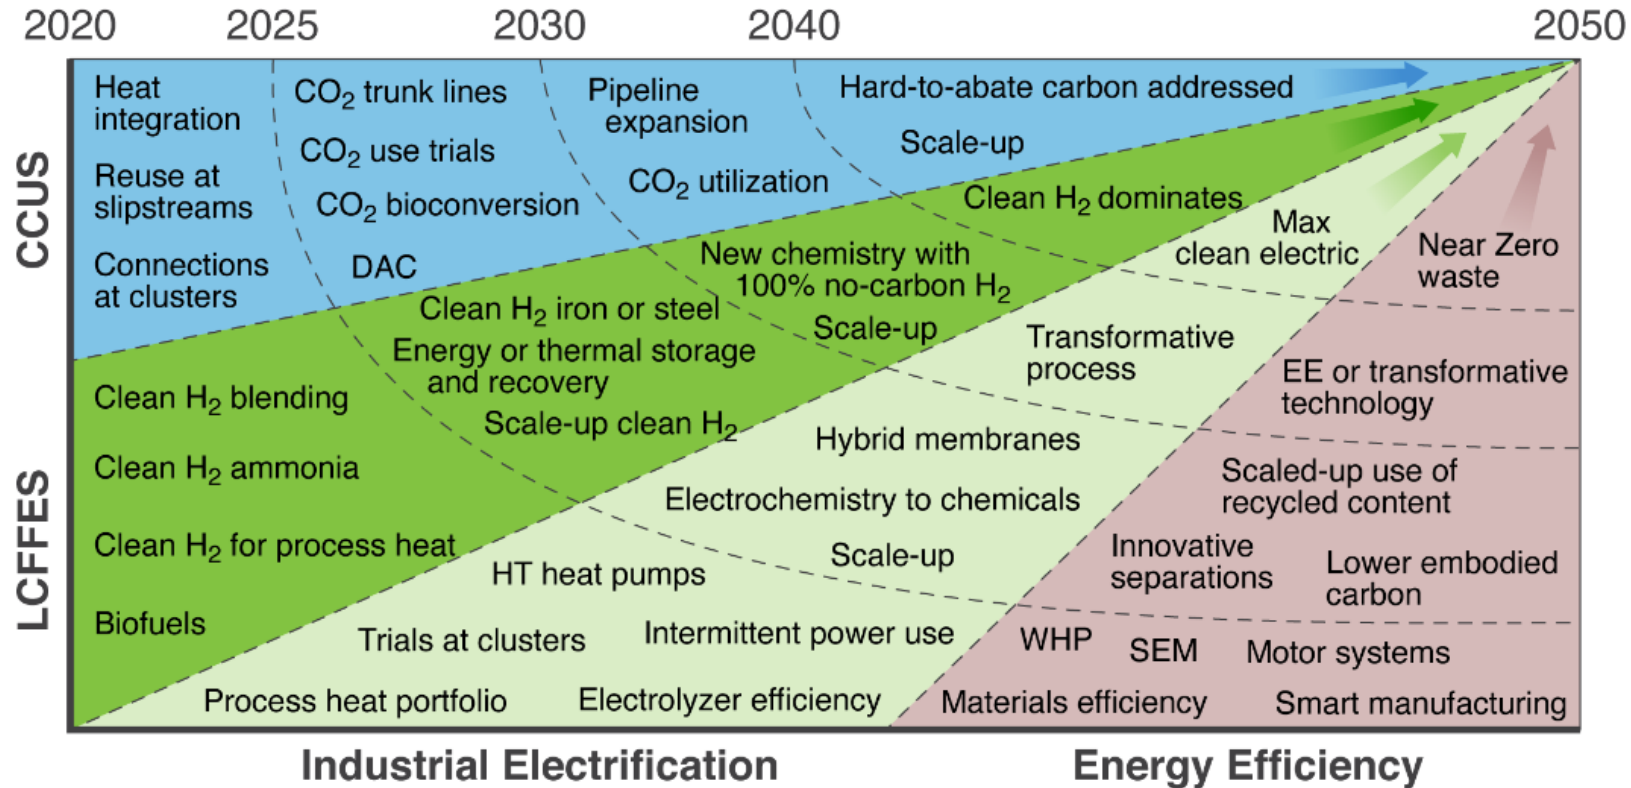 2020 2025 2030 2040 2050
CCUS
Heat
integration
Reuse at
slipstreams
Connections
at clusters
CO₂ trunk lines
CO₂ use trials
CO₂ bioconversion
DAC
Pipeline
expansion
CO₂ utilization
Hard-to-abate carbon addressed
Scale-up
LCFFES
Clean H₂ blending
Clean H₂ ammonia
Clean H₂ for process heat
Biofuels
Clean H₂ iron or steel
Energy or thermal storage
and recovery
Scale-up clean H₂
New chemistry with
100% no-carbon H₂
Scale-up
Clean H₂ dominates
HT heat pumps
Trials at clusters
Intermittent power use
Process heat portfolio
Electrolyzer efficiency
Hybrid membranes
Electrochemistry to chemicals
Scale-up
Transformative
process
Max
clean electric
WHP
SEM
Motor systems
Materials efficiency
Smart manufacturing
Scaled-up use of
recycled content
Innovative
separations
Lower embodied
carbon
EE or transformative
technology
Near Zero
waste
Industrial Electrification
Energy Efficiency